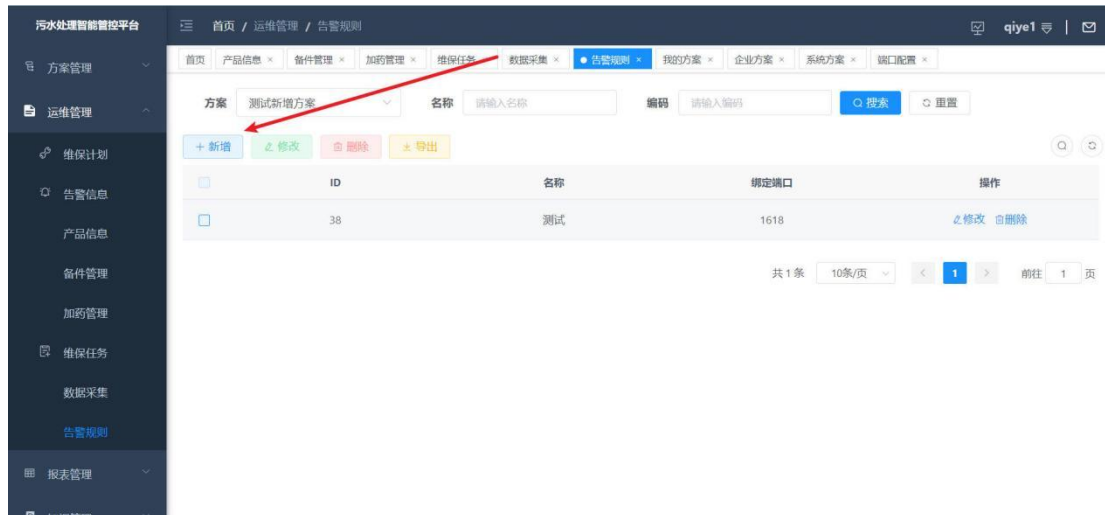 污水处理智能管控平台
首页 / 运维管理 / 告警规则
qiye1
方案管理
首页 产品信息 × 备件管理 × 加药管理 × 维保任务 × 数据采集 × 告警规则 × 我的方案 × 企业方案 × 系统方案 × 端口配置 ×
运维管理
方案 测试新增方案 名称 请输入名称 编码 请输入编码 搜索 重置
+ 新增 修改 删除 导出
维保计划
ID 名称 绑定端口 操作
告警信息
38 测试 1618 修改 删除
产品信息
备件管理
共 1 条 10条/页 < 1 > 前往 1 页
加药管理
维保任务
数据采集
告警规则
报表管理